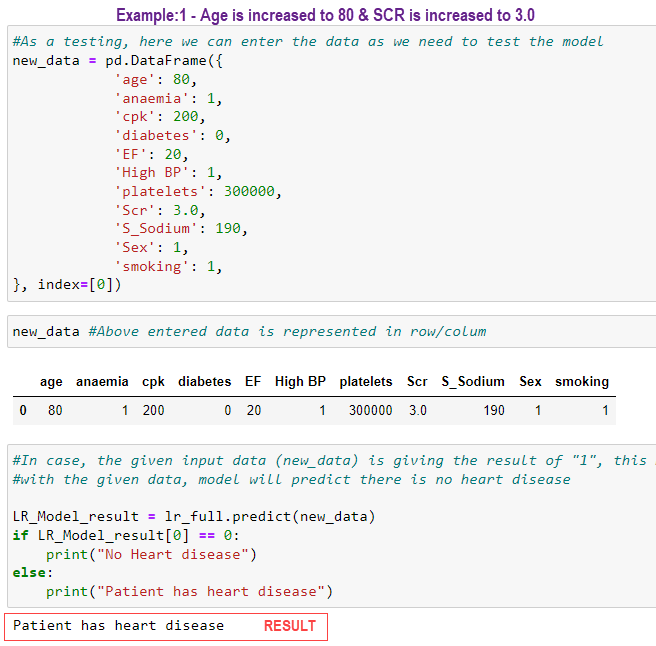 Example:1 - Age is increased to 80 & SCR is increased to 3.0
#As a testing, here we can enter the data as we need to test the model
new_data = pd.DataFrame({
'age': 80,
'anaemia': 1,
'cpk': 200,
'diabetes': 0,
'EF': 20,
'High BP': 1,
'platelets': 300000,
'Scr': 3.0,
'S_Sodium': 190,
'Sex': 1,
'smoking': 1,
}, index=[0])
new_data #Above entered data is represented in row/colum
age anaemia cpk diabetes EF High BP platelets Scr S_Sodium Sex smoking
0 80 1 200 0 20 1 300000 3.0 190 1 1
#In case, the given input data (new_data) is giving the result of "1", this
#with the given data, model will predict there is no heart disease
LR_Model_result = lr_full.predict(new_data)
if LR_Model_result[0] == 0:
print("No Heart disease")
else:
print("Patient has heart disease")
Patient has heart disease RESULT